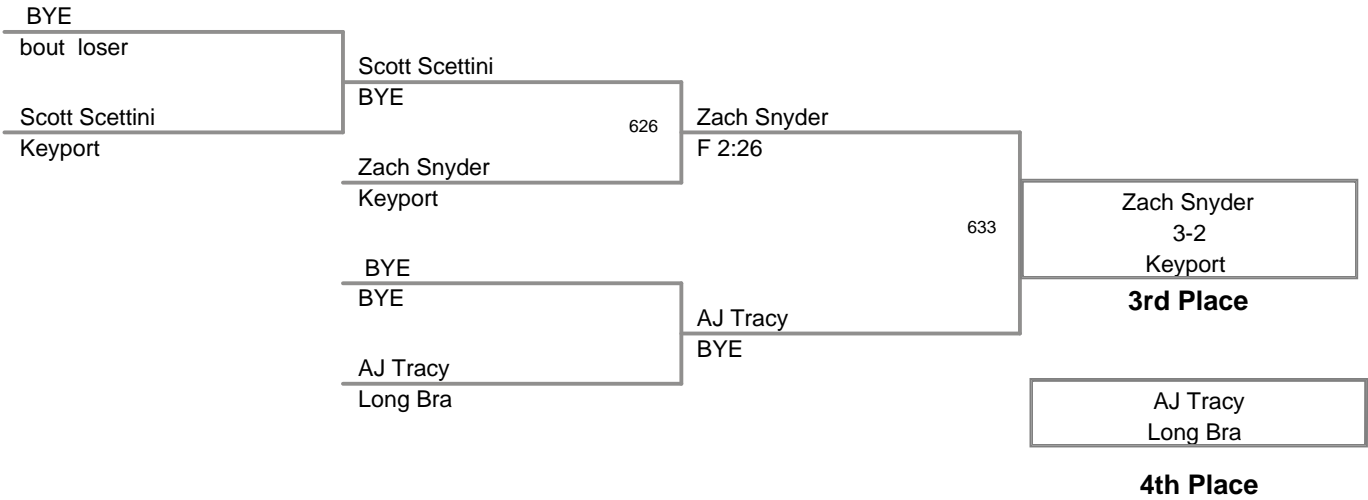 BYE
bout loser
Scott Scettini
BYE
Scott Scettini
Keyport
626
Zach Snyder
F 2:26
Zach Snyder
Keyport
633
Zach Snyder
3-2
Keyport
3rd Place
BYE
BYE
AJ Tracy
BYE
AJ Tracy
Long Bra
AJ Tracy
Long Bra
4th Place